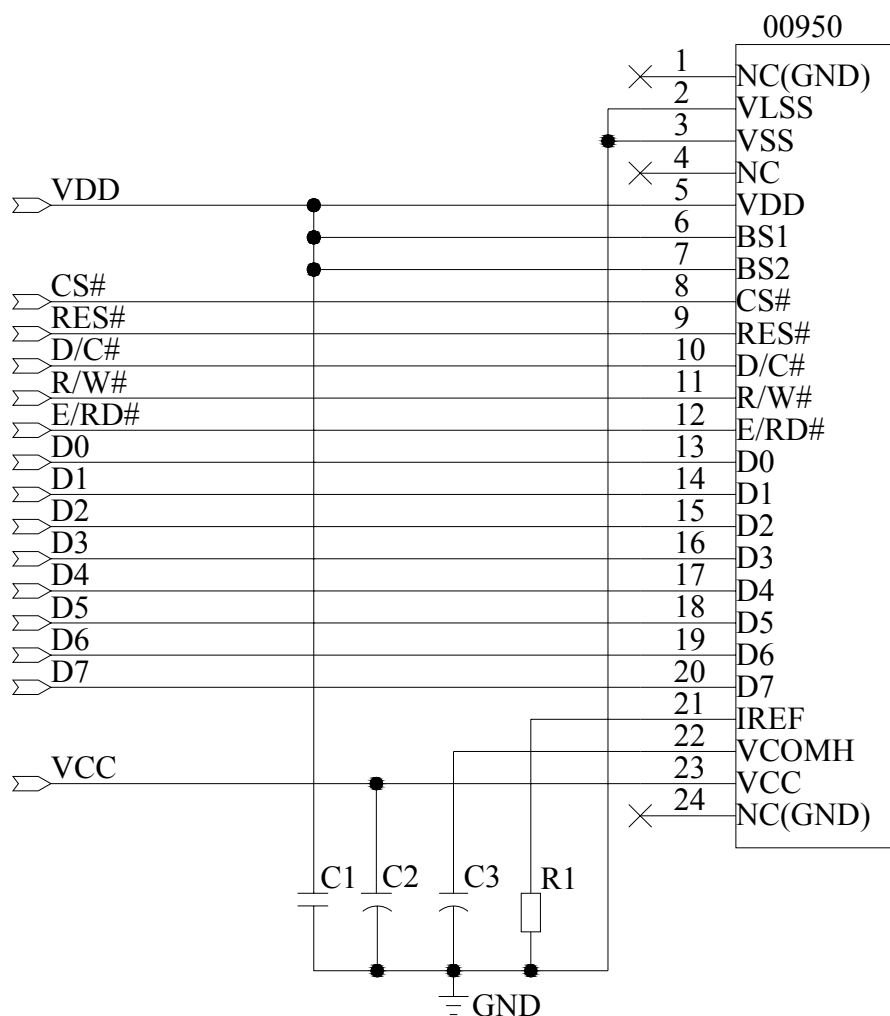 00950
1 NC(GND)
2 VLSS
3 VSS
4 NC
VDD 5 VDD
6 BS1
7 BS2
CS# 8 CS#
RES# 9 RES#
D/C# 10 D/C#
R/W# 11 R/W#
E/RD# 12 E/RD#
D0 13 D0
D1 14 D1
D2 15 D2
D3 16 D3
D4 17 D4
D5 18 D5
D6 19 D6
D7 20 D7
21 IREF
22 VCOMH
VCC 23 VCC
24 NC(GND)
C1 C2 C3 R1
GND